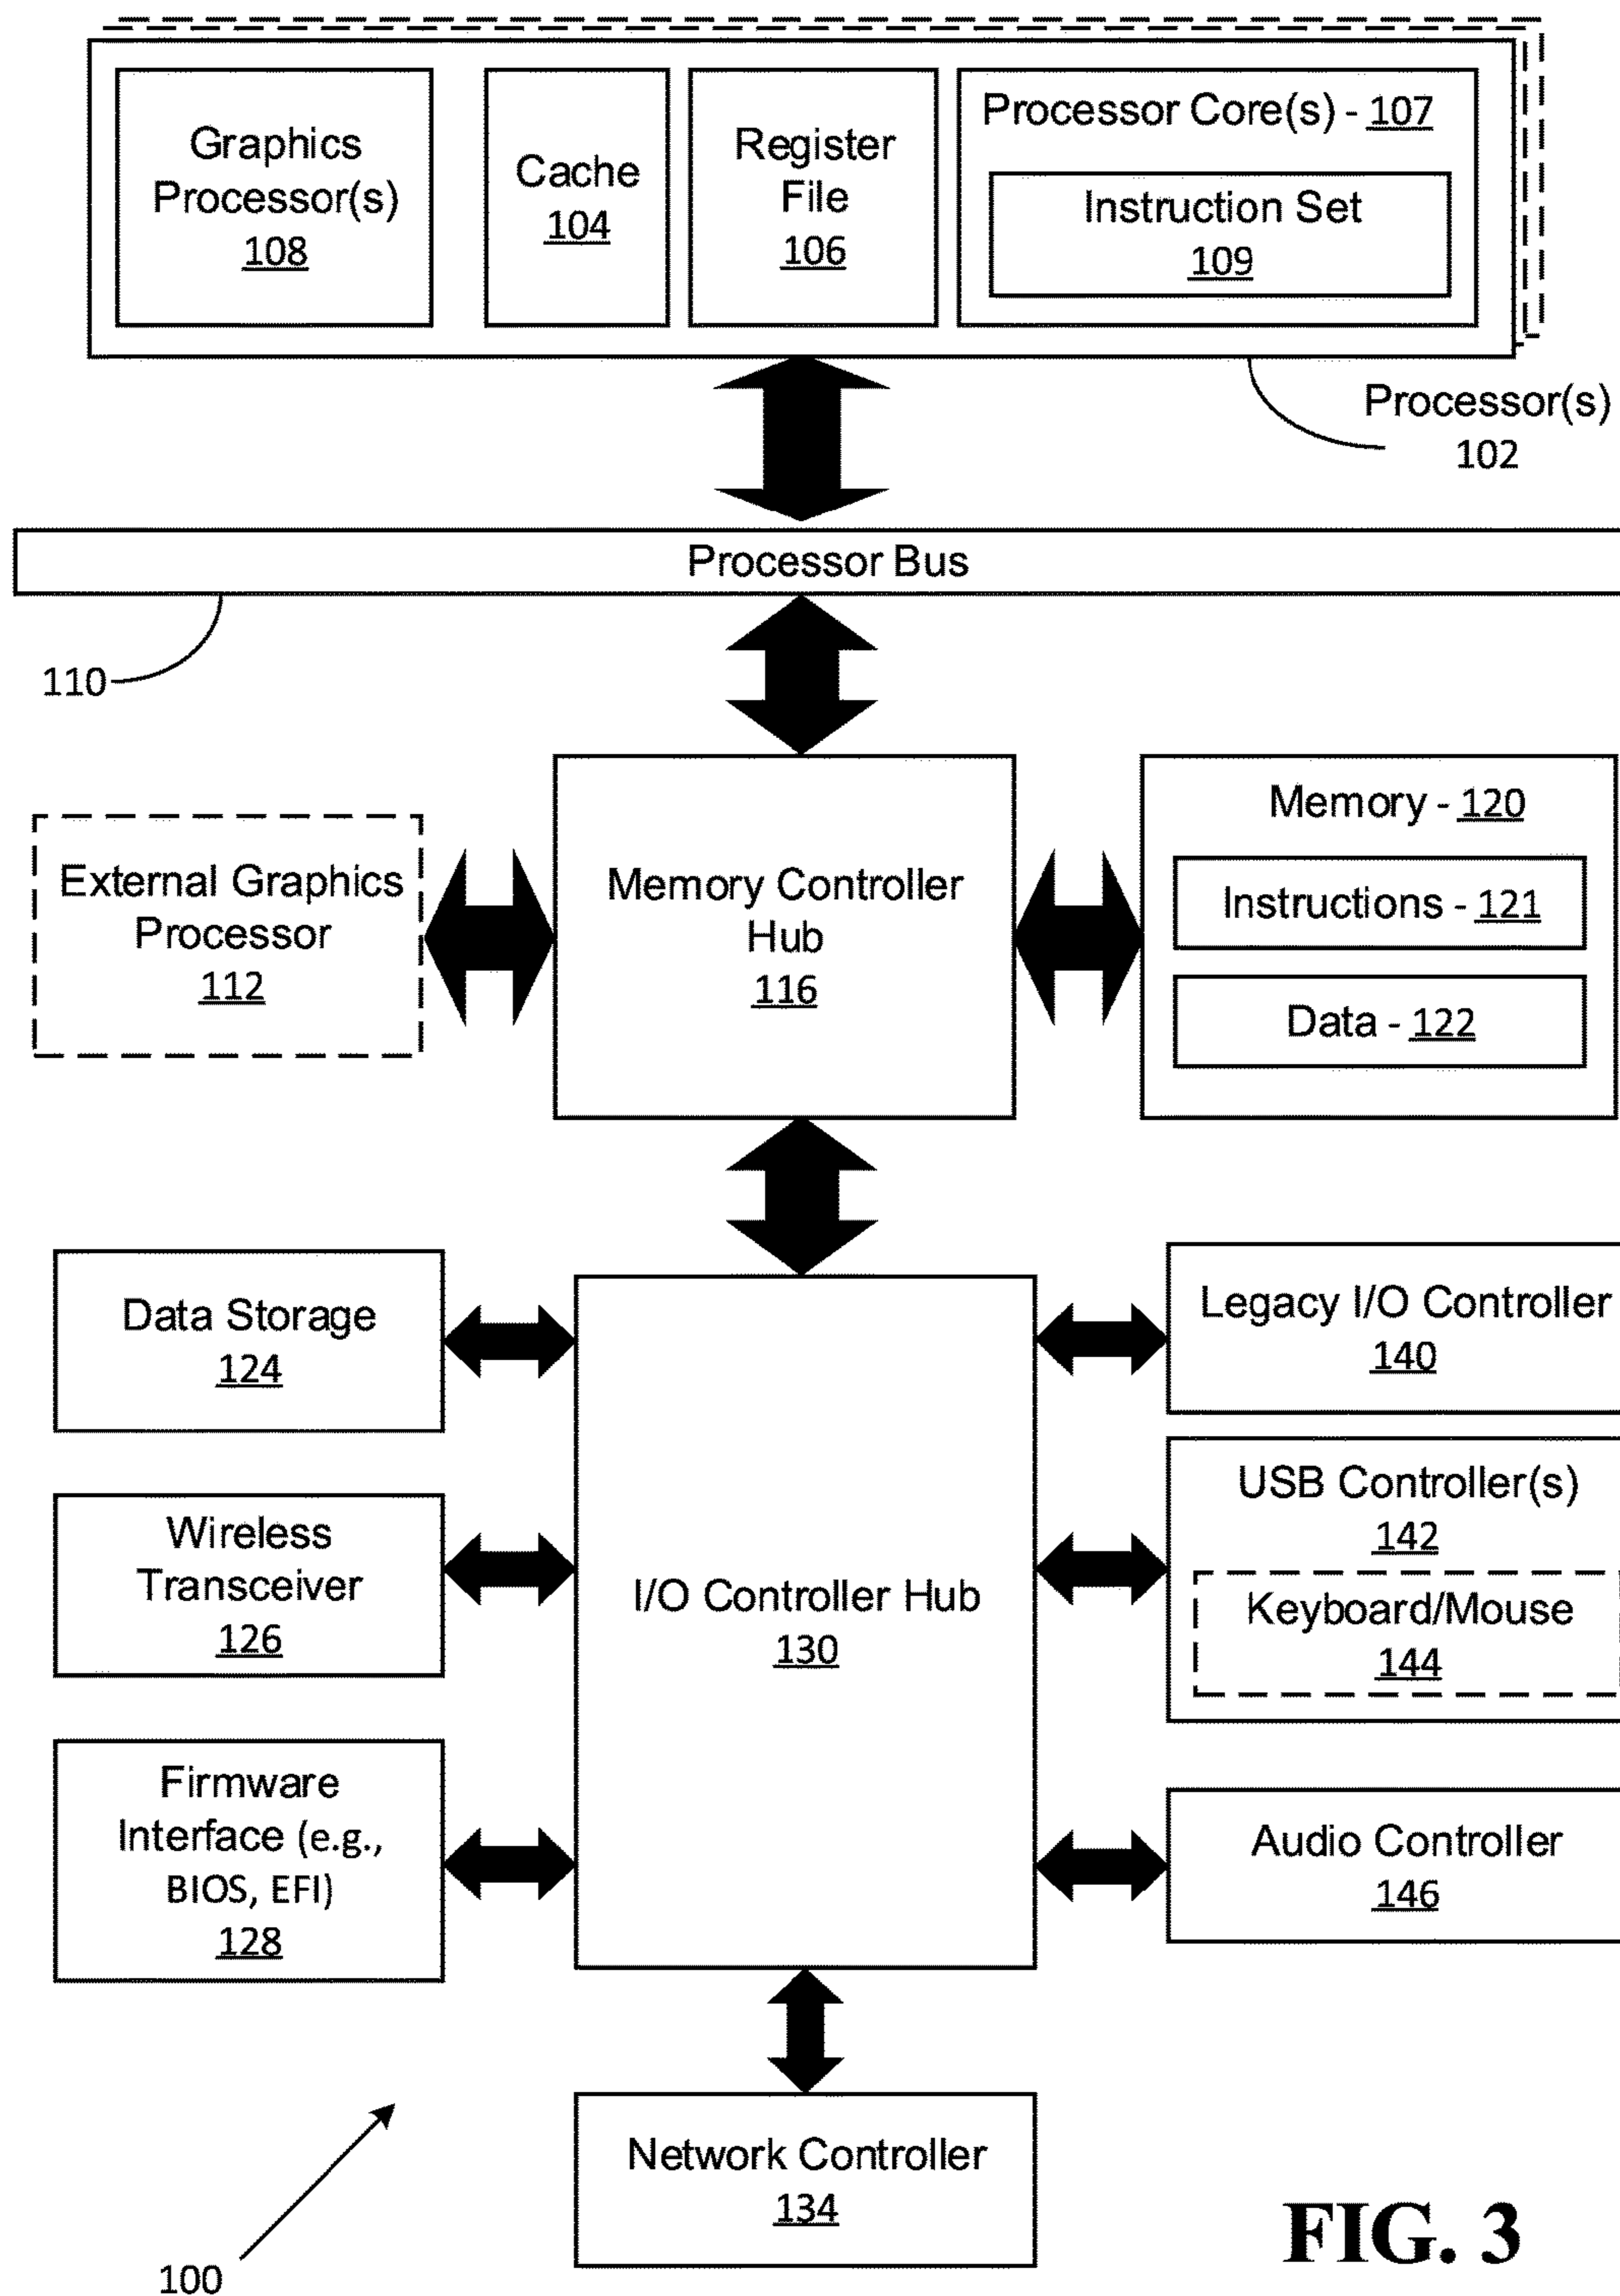 Graphics
Processor(s)
108
Cache
104
Register
File
106
Processor Core(s) - 107
Instruction Set
109
Processor(s)
102
Processor Bus
110
External Graphics
Processor
112
Memory Controller
Hub
116
Memory - 120
Instructions - 121
Data - 122
Data Storage
124
Wireless
Transceiver
126
Firmware
Interface (e.g.,
BIOS, EFI)
128
I/O Controller Hub
130
Legacy I/O Controller
140
USB Controller(s)
142
Keyboard/Mouse
144
Audio Controller
146
Network Controller
134
100
FIG. 3